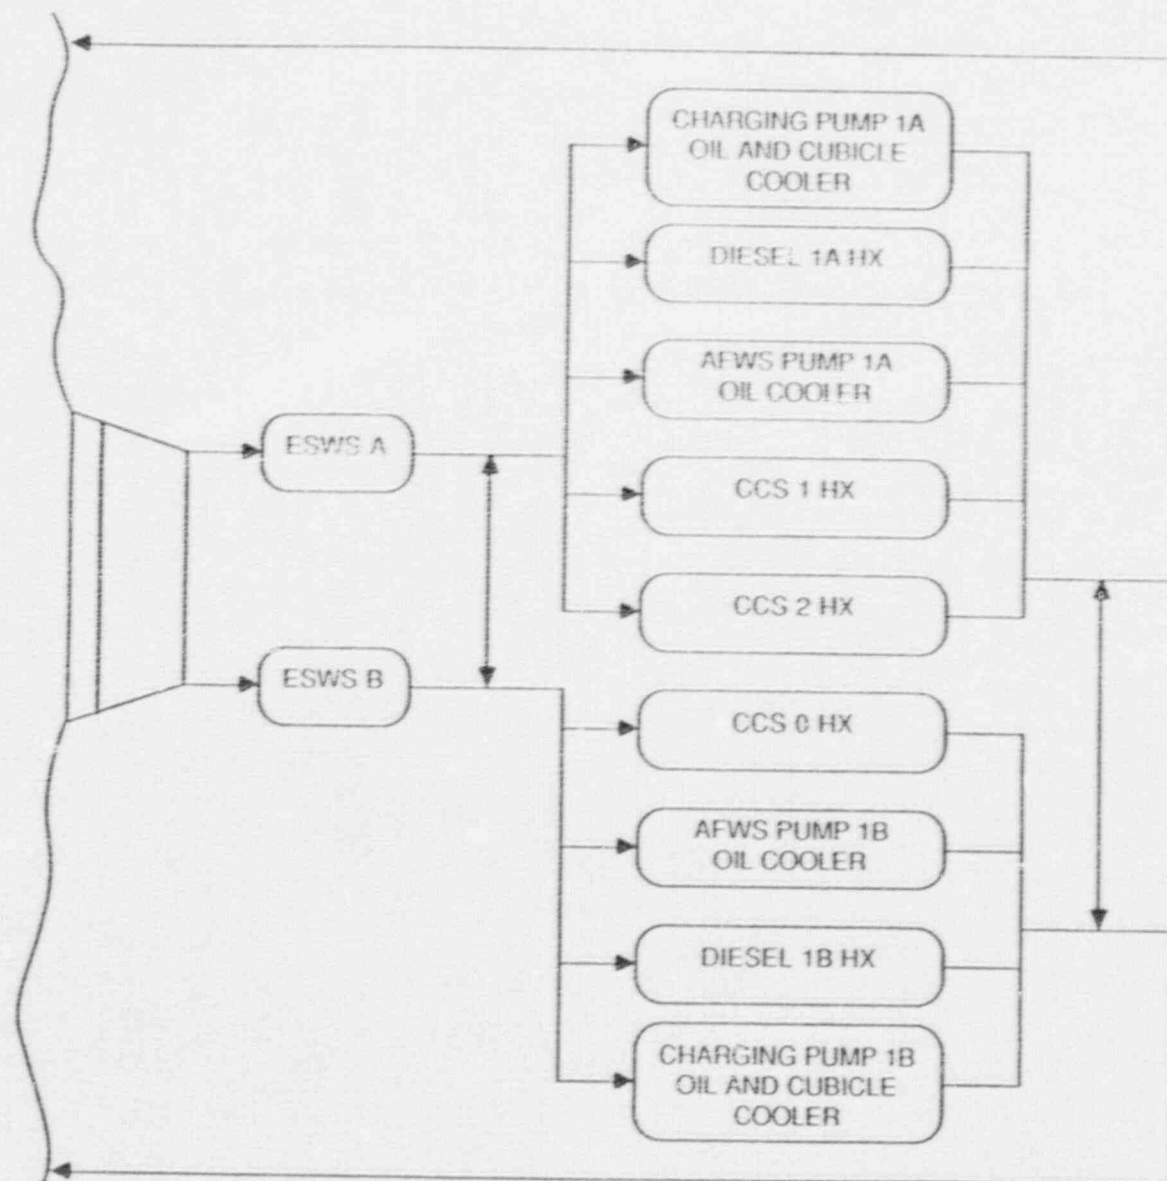 CHARGING PUMP 1A
OIL AND CUBICLE
COOLER
DIESEL 1A HX
AFWS PUMP 1A
OIL COOLER
ESWS A
CCS 1 HX
CCS 2 HX
ESWS B
CCS 0 HX
AFWS PUMP 1B
OIL COOLER
DIESEL 1B HX
CHARGING PUMP 1B
OIL AND CUBICLE
COOLER